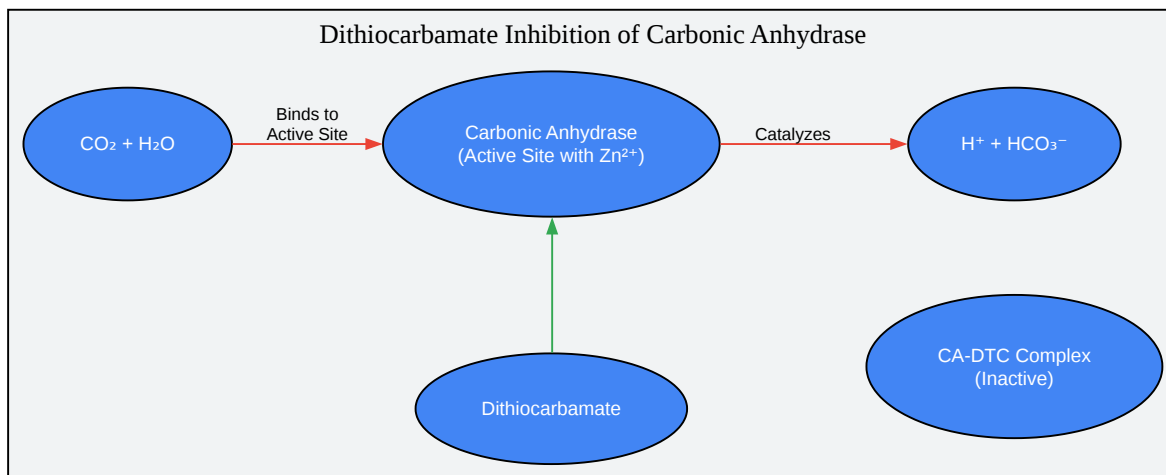 Dithiocarbamate Inhibition of Carbonic Anhydrase
CO₂ + H₂O
Binds to
Active Site
Carbonic Anhydrase
(Active Site with Zn²⁺)
Catalyzes
H⁺ + HCO₃⁻
Dithiocarbamate
CA-DTC Complex
(Inactive)